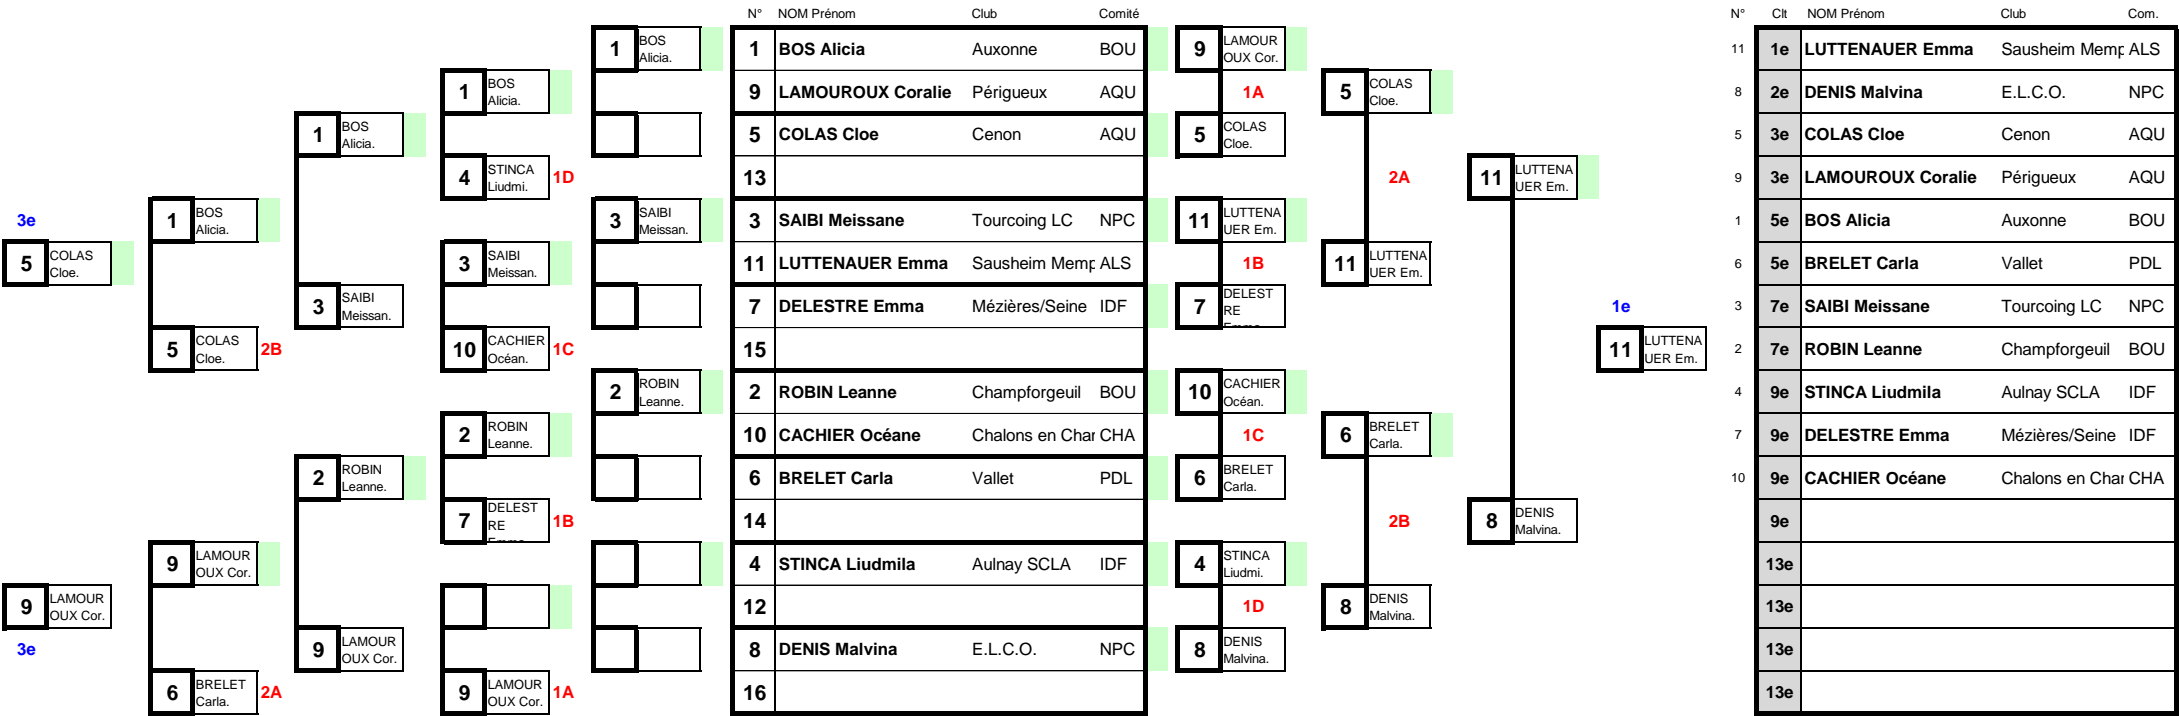 N° NOM Prénom Club Comité
N° Clt NOM Prénom Club Com.
3e
5 COLAS
Cloe.
9 LAMOUR
OUX Cor.
3e
1 BOS
Alicia.
5 COLAS
Cloe. 2B
9 LAMOUR
OUX Cor.
6 BRELET
Carla. 2A
1 BOS
Alicia.
3 SAIBI
Meissan.
2 ROBIN
Leanne.
9 LAMOUR
OUX Cor.
1 BOS
Alicia.
4 STINCA
Liudmi. 1D
3 SAIBI
Meissan.
10 CACHIER
Océan. 1C
2 ROBIN
Leanne.
7 DELEST
RE 1B
9 LAMOUR
OUX Cor. 1A
1 BOS
Alicia.
3 SAIBI
Meissan.
2 ROBIN
Leanne.
1 BOS Alicia Auxonne BOU
9 LAMOUROUX Coralie Périgueux AQU
5 COLAS Cloe Cenon AQU
13
3 SAIBI Meissane Tourcoing LC NPC
11 LUTTENAUER Emma Sausheim Memp ALS
7 DELESTRE Emma Mézières/Seine IDF
15
2 ROBIN Leanne Champforgeuil BOU
10 CACHIER Océane Chalons en Char CHA
6 BRELET Carla Vallet PDL
14
4 STINCA Liudmila Aulnay SCLA IDF
12
8 DENIS Malvina E.L.C.O. NPC
16
9 LAMOUR
OUX Cor.
1A
5 COLAS
Cloe.
11 LUTTENA
UER Em.
1B
7 DELEST
RE
10 CACHIER
Océan.
1C
6 BRELET
Carla.
4 STINCA
Liudmi.
1D
8 DENIS
Malvina.
5 COLAS
Cloe.
2A
11 LUTTENA
UER Em.
6 BRELET
Carla.
2B
8 DENIS
Malvina.
11 LUTTENA
UER Em.
8 DENIS
Malvina.
1e
11 LUTTENA
UER Em.
11 1e LUTTENAUER Emma Sausheim Memp ALS
8 2e DENIS Malvina E.L.C.O. NPC
5 3e COLAS Cloe Cenon AQU
9 3e LAMOUROUX Coralie Périgueux AQU
1 5e BOS Alicia Auxonne BOU
6 5e BRELET Carla Vallet PDL
3 7e SAIBI Meissane Tourcoing LC NPC
2 7e ROBIN Leanne Champforgeuil BOU
4 9e STINCA Liudmila Aulnay SCLA IDF
7 9e DELESTRE Emma Mézières/Seine IDF
10 9e CACHIER Océane Chalons en Char CHA
9e
13e
13e
13e
13e